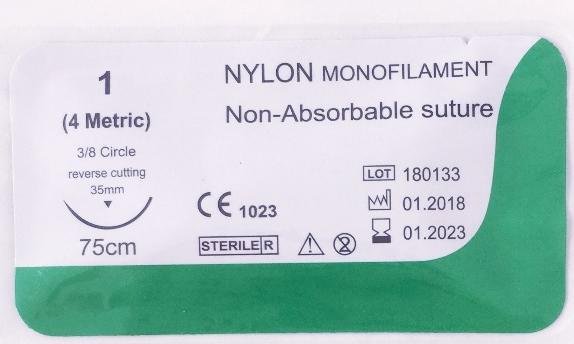 1
(4 Metric)
3/8 Circle
reverse cutting
35mm
75cm
NYLON MONOFILAMENT
Non-Absorbable suture
LOT 180133
01.2018
01.2023
CE 1023
STERILE R
2